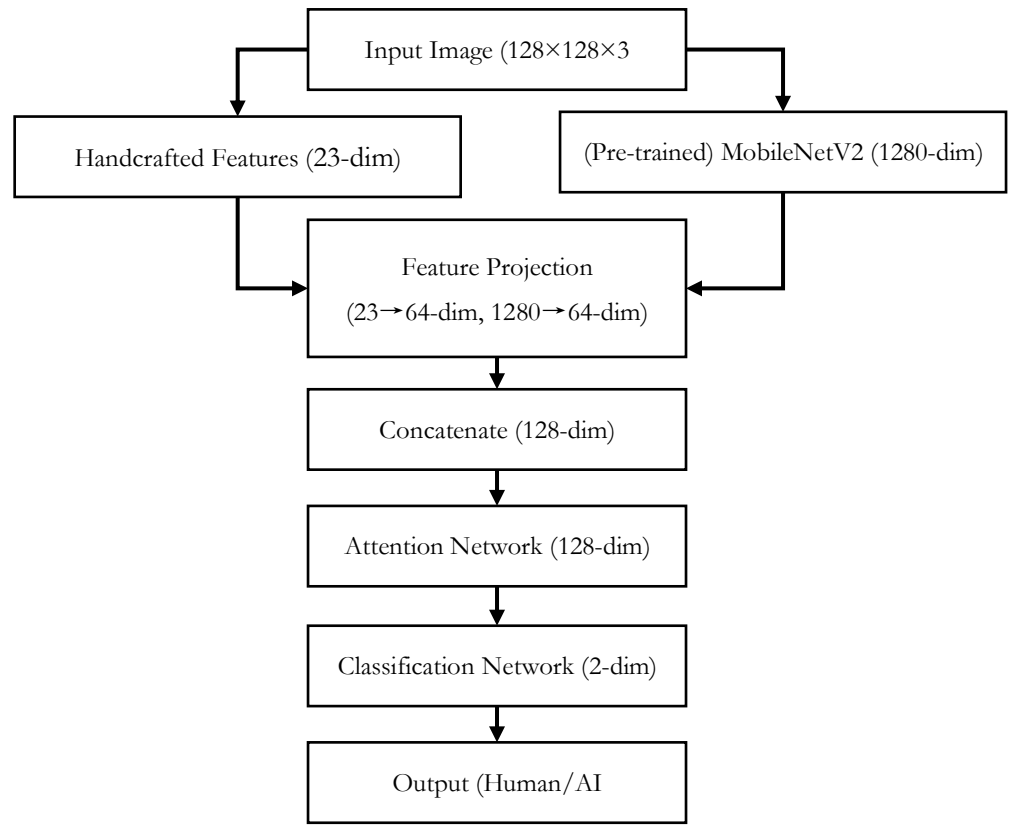 Input Image (128×128×3
Handcrafted Features (23-dim)
(Pre-trained) MobileNetV2 (1280-dim)
Feature Projection
(23→64-dim, 1280→64-dim)
Concatenate (128-dim)
Attention Network (128-dim)
Classification Network (2-dim)
Output (Human/AI